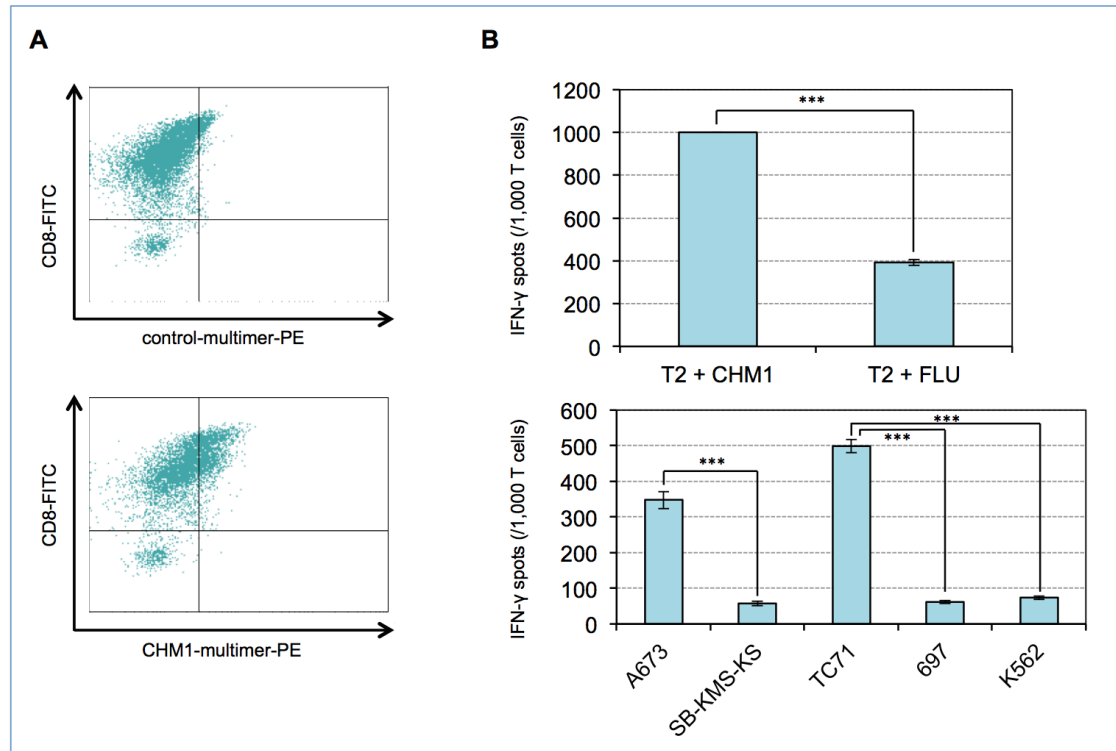 A
CD8-FITC
control-multimer-PE
CD8-FITC
CHM1-multimer-PE
B
IFN-γ spots (/1,000 T cells)
1200
1000
800
600
400
200
0
***
T2 + CHM1 T2 + FLU
IFN-γ spots (/1,000 T cells)
600
500
400
300
200
100
0
***
***
***
A673 SB-KMS-KS TC71 697 K562